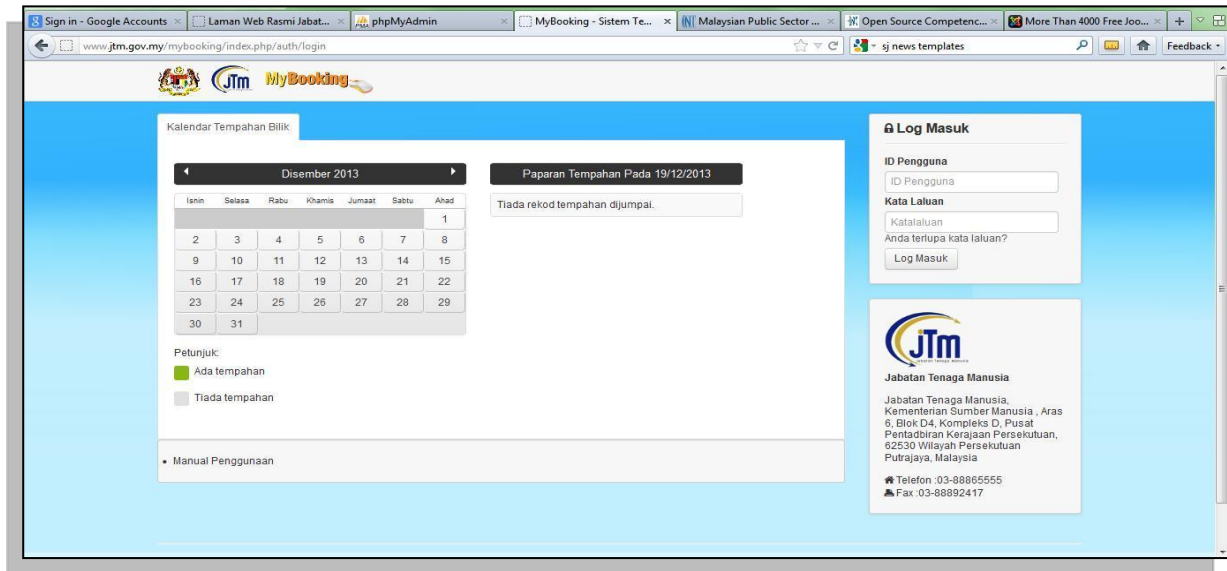 Sign in - Google Accounts
Laman Web Rasmi Jabat...
phpMyAdmin
MyBooking - Sistem Te...
Malaysian Public Sector ...
Open Source Competenc...
More Than 4000 Free Joo...
www.jtm.gov.my/mybooking/index.php/auth/login
sj news templates
Feedback
JTm MyBooking
Kalendar Tempahan Bilik
Disember 2013
Isnin Selasa Rabu Khamis Jumaat Sabtu Ahad
1
2 3 4 5 6 7 8
9 10 11 12 13 14 15
16 17 18 19 20 21 22
23 24 25 26 27 28 29
30 31
Petunjuk:
Ada tempahan
Tiada tempahan
Manual Penggunaan
Paparan Tempahan Pada 19/12/2013
Tiada rekod tempahan dijumpai.
Log Masuk
ID Pengguna
ID Pengguna
Kata Laluan
Katalaluan
Anda terlupa kata laluan?
Log Masuk
JTm
Jabatan Tenaga Manusia
Jabatan Tenaga Manusia
Jabatan Tenaga Manusia,
Kementerian Sumber Manusia , Aras
6, Blok D4, Kompleks D, Pusat
Pentadbiran Kerajaan Persekutuan,
62530 Wilayah Persekutuan
Putrajaya, Malaysia
Telefon :03-88865555
Fax :03-88892417